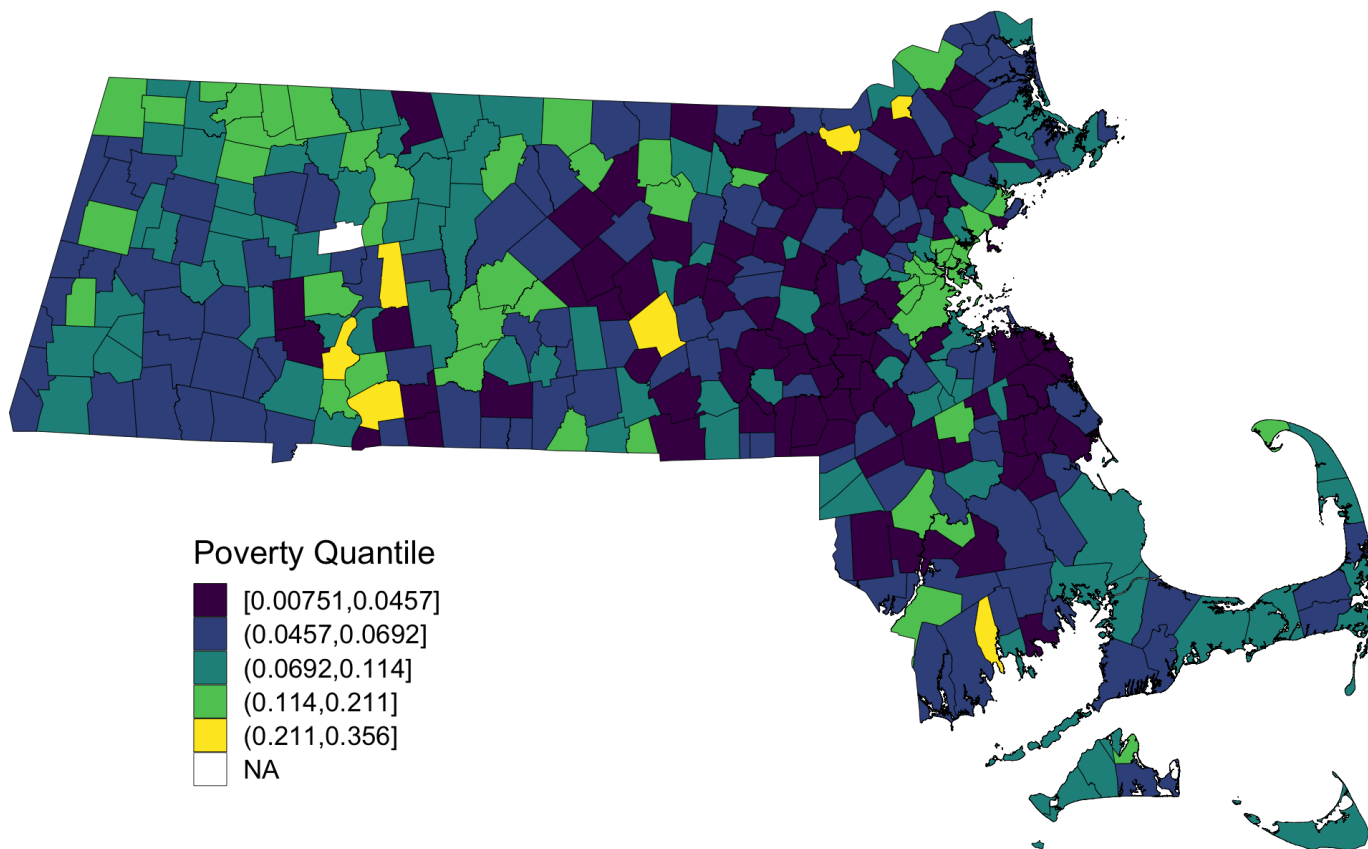 Poverty Quantile
[0.00751,0.0457]
(0.0457,0.0692]
(0.0692,0.114]
(0.114,0.211]
(0.211,0.356]
NA